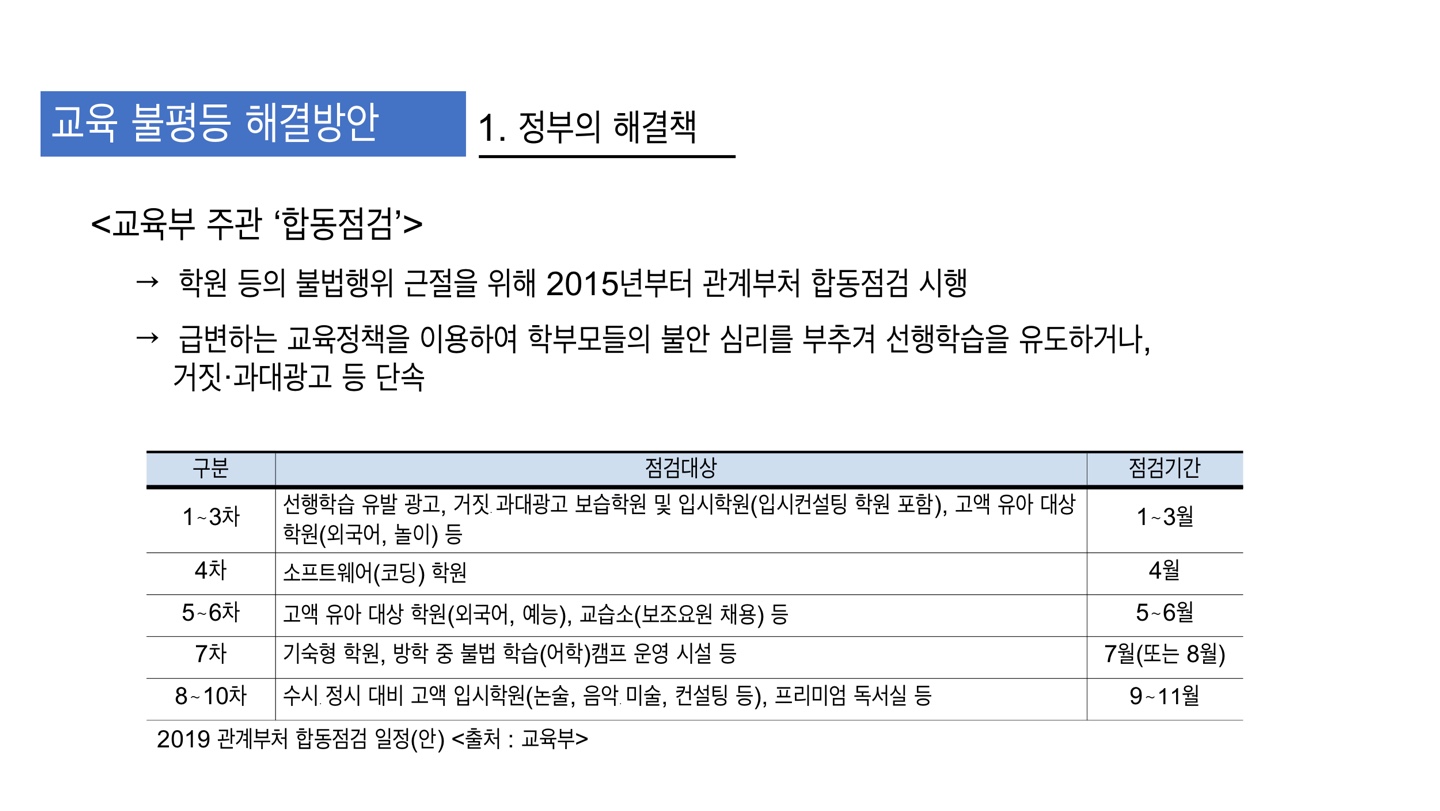 교육 불평등 해결방안
1. 정부의 해결책
<교육부 주관 ‘합동점검’>
→ 학원 등의 불법행위 근절을 위해 2015년부터 관계부처 합동점검 시행
→ 급변하는 교육정책을 이용하여 학부모들의 불안 심리를 부추겨 선행학습을 유도하거나,
거짓·과대광고 등 단속
구분 점검대상 점검기간
1~3차 선행학습 유발 광고, 거짓.과대광고 보습학원 및 입시학원(입시컨설팅 학원 포함), 고액 유아 대상 1~3월
학원(외국어, 놀이) 등
4차 소프트웨어(코딩) 학원 4월
5~6차 고액 유아 대상 학원(외국어, 예능), 교습소(보조요원 채용) 등 5~6월
7차 기숙형 학원, 방학 중 불법 학습(어학)캠프 운영 시설 등 7월(또는 8월)
8~10차 수시.정시 대비 고액 입시학원(논술, 음악.미술, 컨설팅 등), 프리미엄 독서실 등 9~11월
2019 관계부처 합동점검 일정(안) <출처 : 교육부>